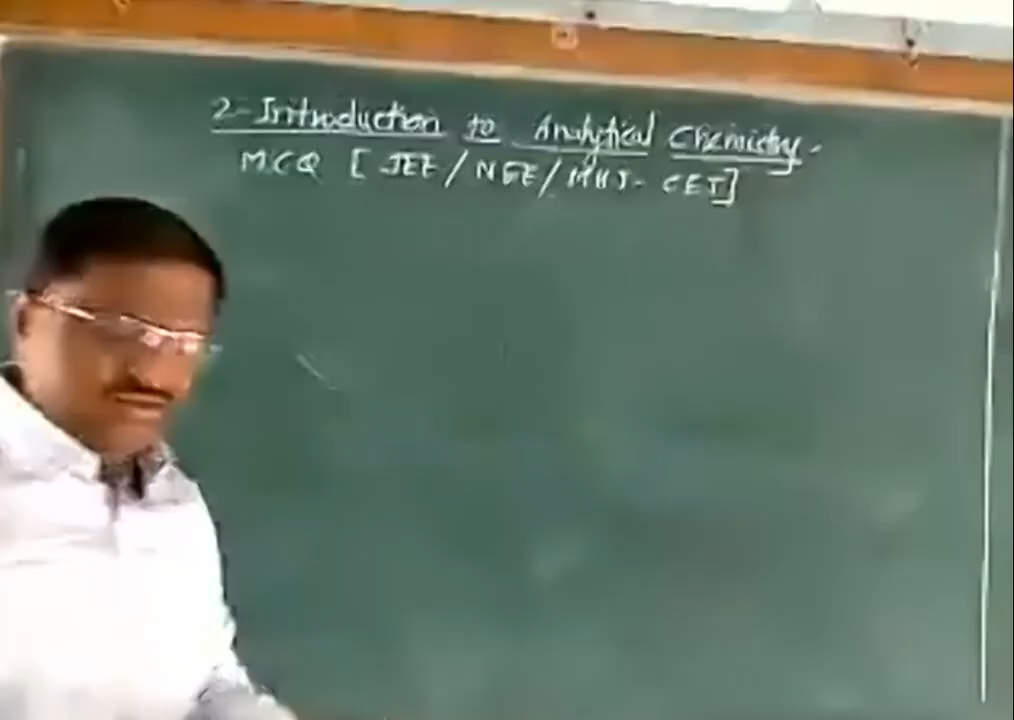 2-Introduction to Analytical Chemistry-
MCQ [ JEE / NEE / MHT- CET]